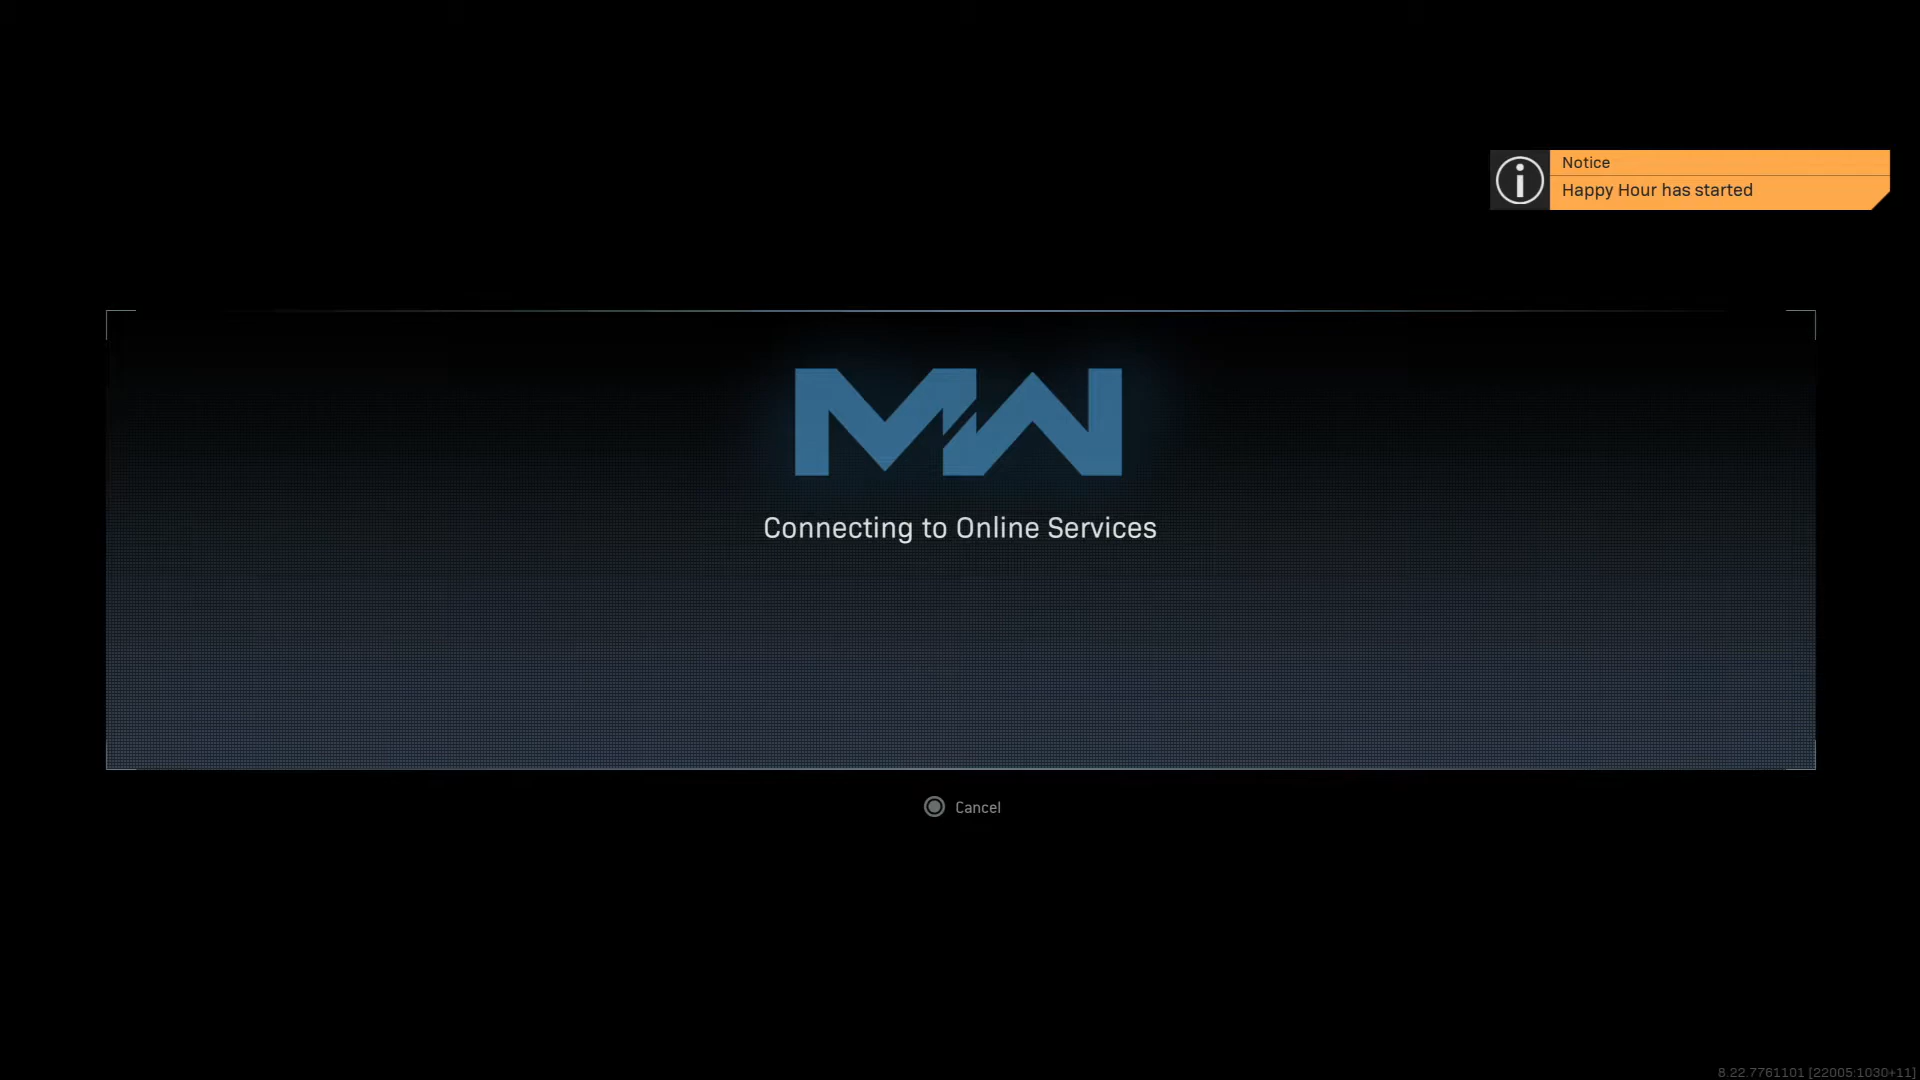 Notice
Happy Hour has started
MW
Connecting to Online Services
Cancel
8.22.7761101 [22005:1030+11]